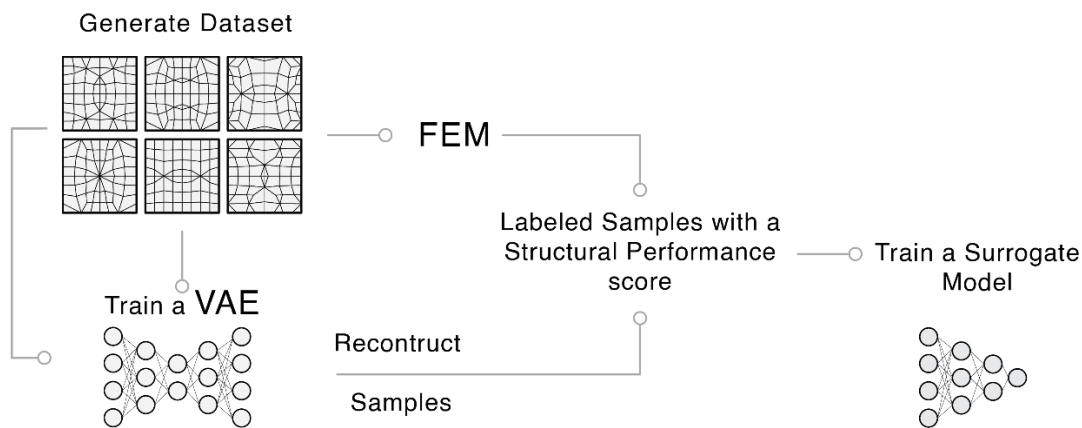 Generate Dataset
FEM
Labeled Samples with a
Structural Performance
score
Train a Surrogate
Model
Train a VAE
Recontruct
Samples